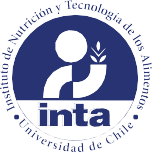 Instituto de Nutrición y Tecnología de los Alimentos
inta
• Universidad de Chile •